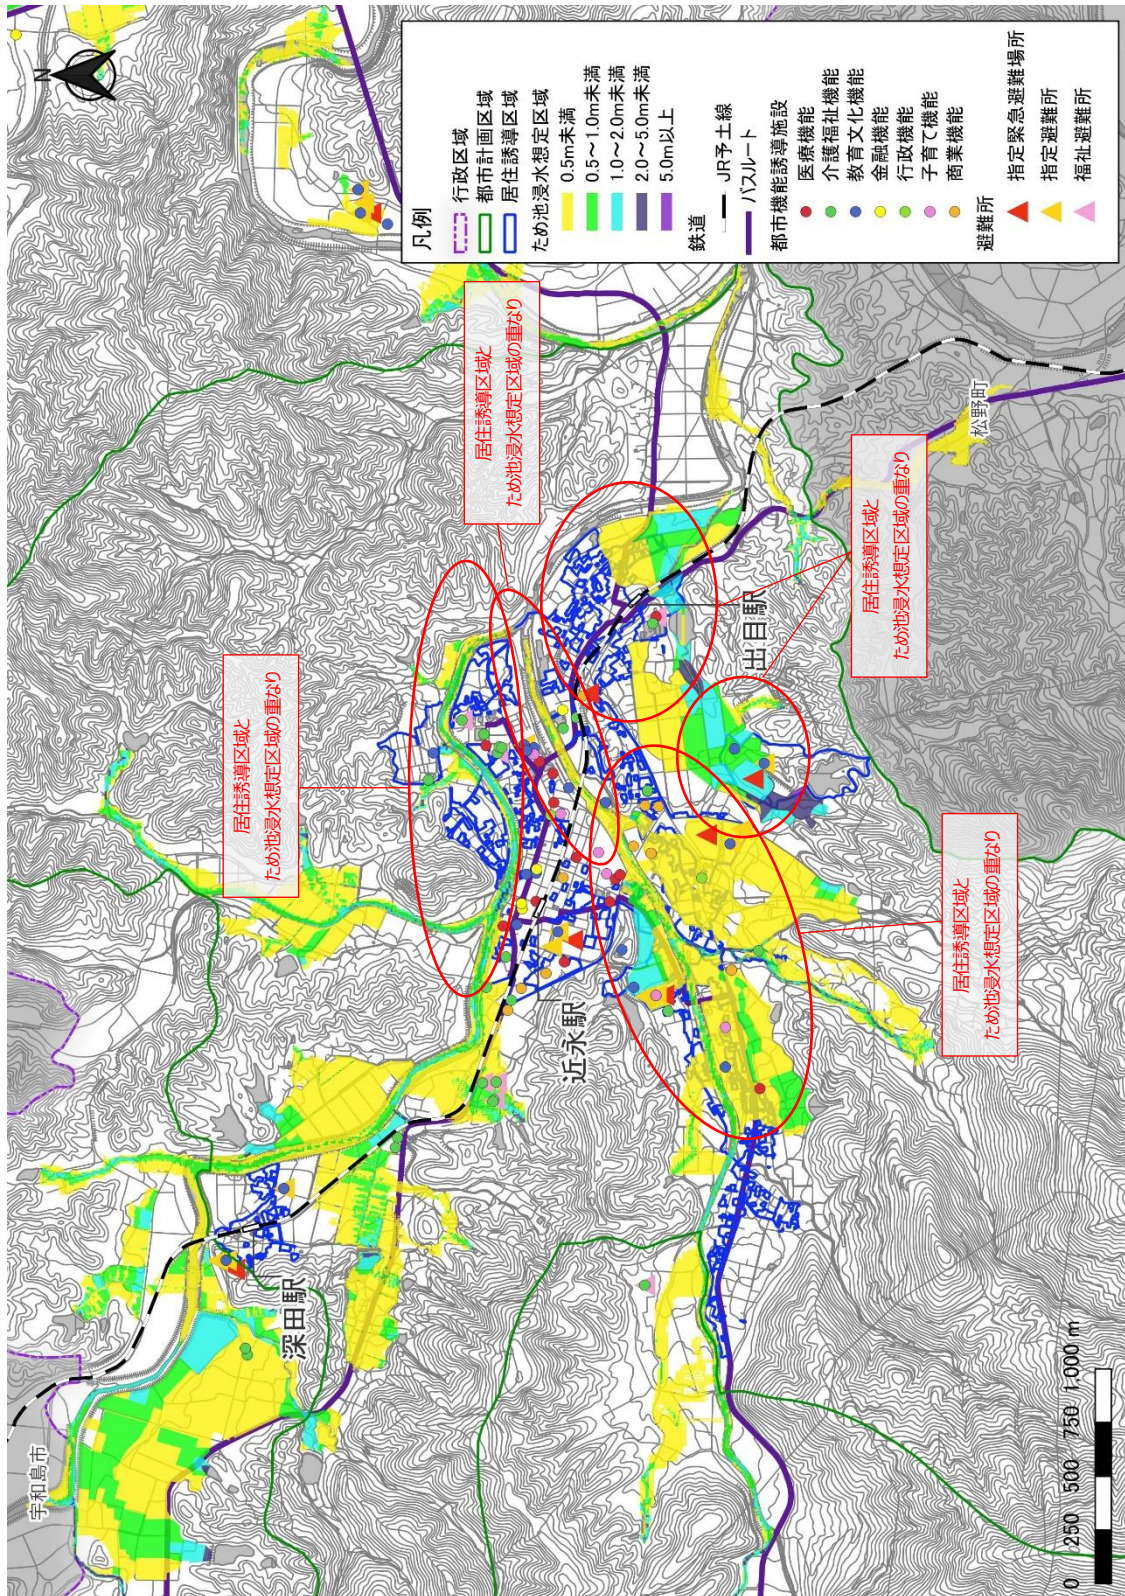 N
凡例
行政区域
都市計画区域
居住誘導区域
ため池浸水想定区域
0.5m未満
0.5～1.0m未満
1.0～2.0m未満
2.0～5.0m未満
5.0m以上
鉄道
JR予土線
バスルート
都市機能誘導施設
医療機能
介護福祉機能
教育文化機能
金融機能
行政機能
子育て機能
商業機能
避難所
指定緊急避難場所
指定避難所
福祉避難所
居住誘導区域と
ため池浸水想定区域の重なり
居住誘導区域と
ため池浸水想定区域の重なり
居住誘導区域と
ため池浸水想定区域の重なり
居住誘導区域と
ため池浸水想定区域の重なり
宇和島市
深田駅
近永駅
出目駅
松野町
0 250 500 750 1,000 m